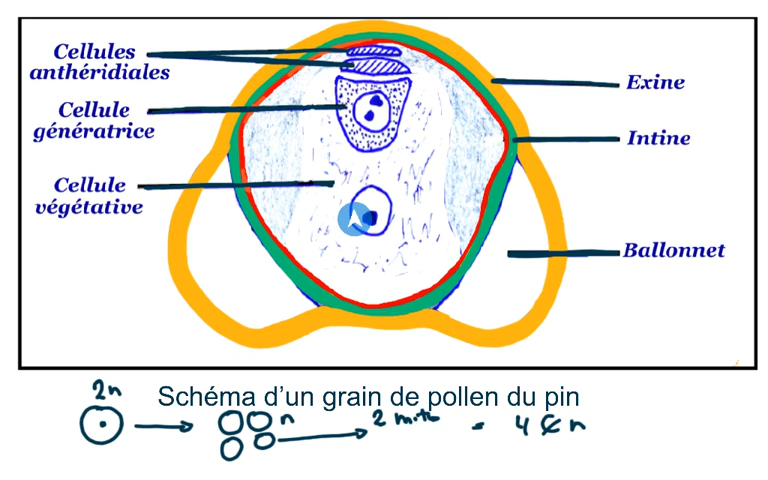 Cellules
anthéridiales
Exine
Cellule
génératrice
Intine
Cellule
végétative
Ballonnet
2n
Schéma d'un grain de pollen du pin
n
2 mito = 4 ¢ n